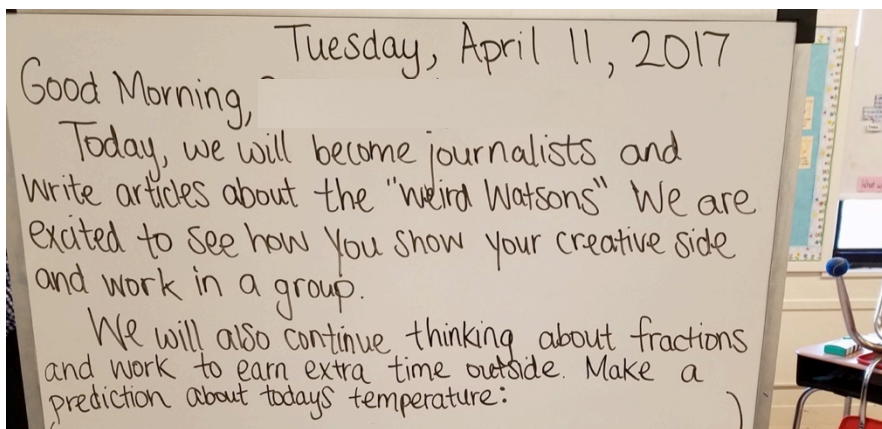 Tuesday, April 11, 2017
Good Morning,
Today, we will become journalists and
write articles about the "weird Watsons" We are
excited to see how you show your creative side
and work in a group.
We will also continue thinking about fractions
and work to earn extra time outside. Make a
prediction about todays temperature: